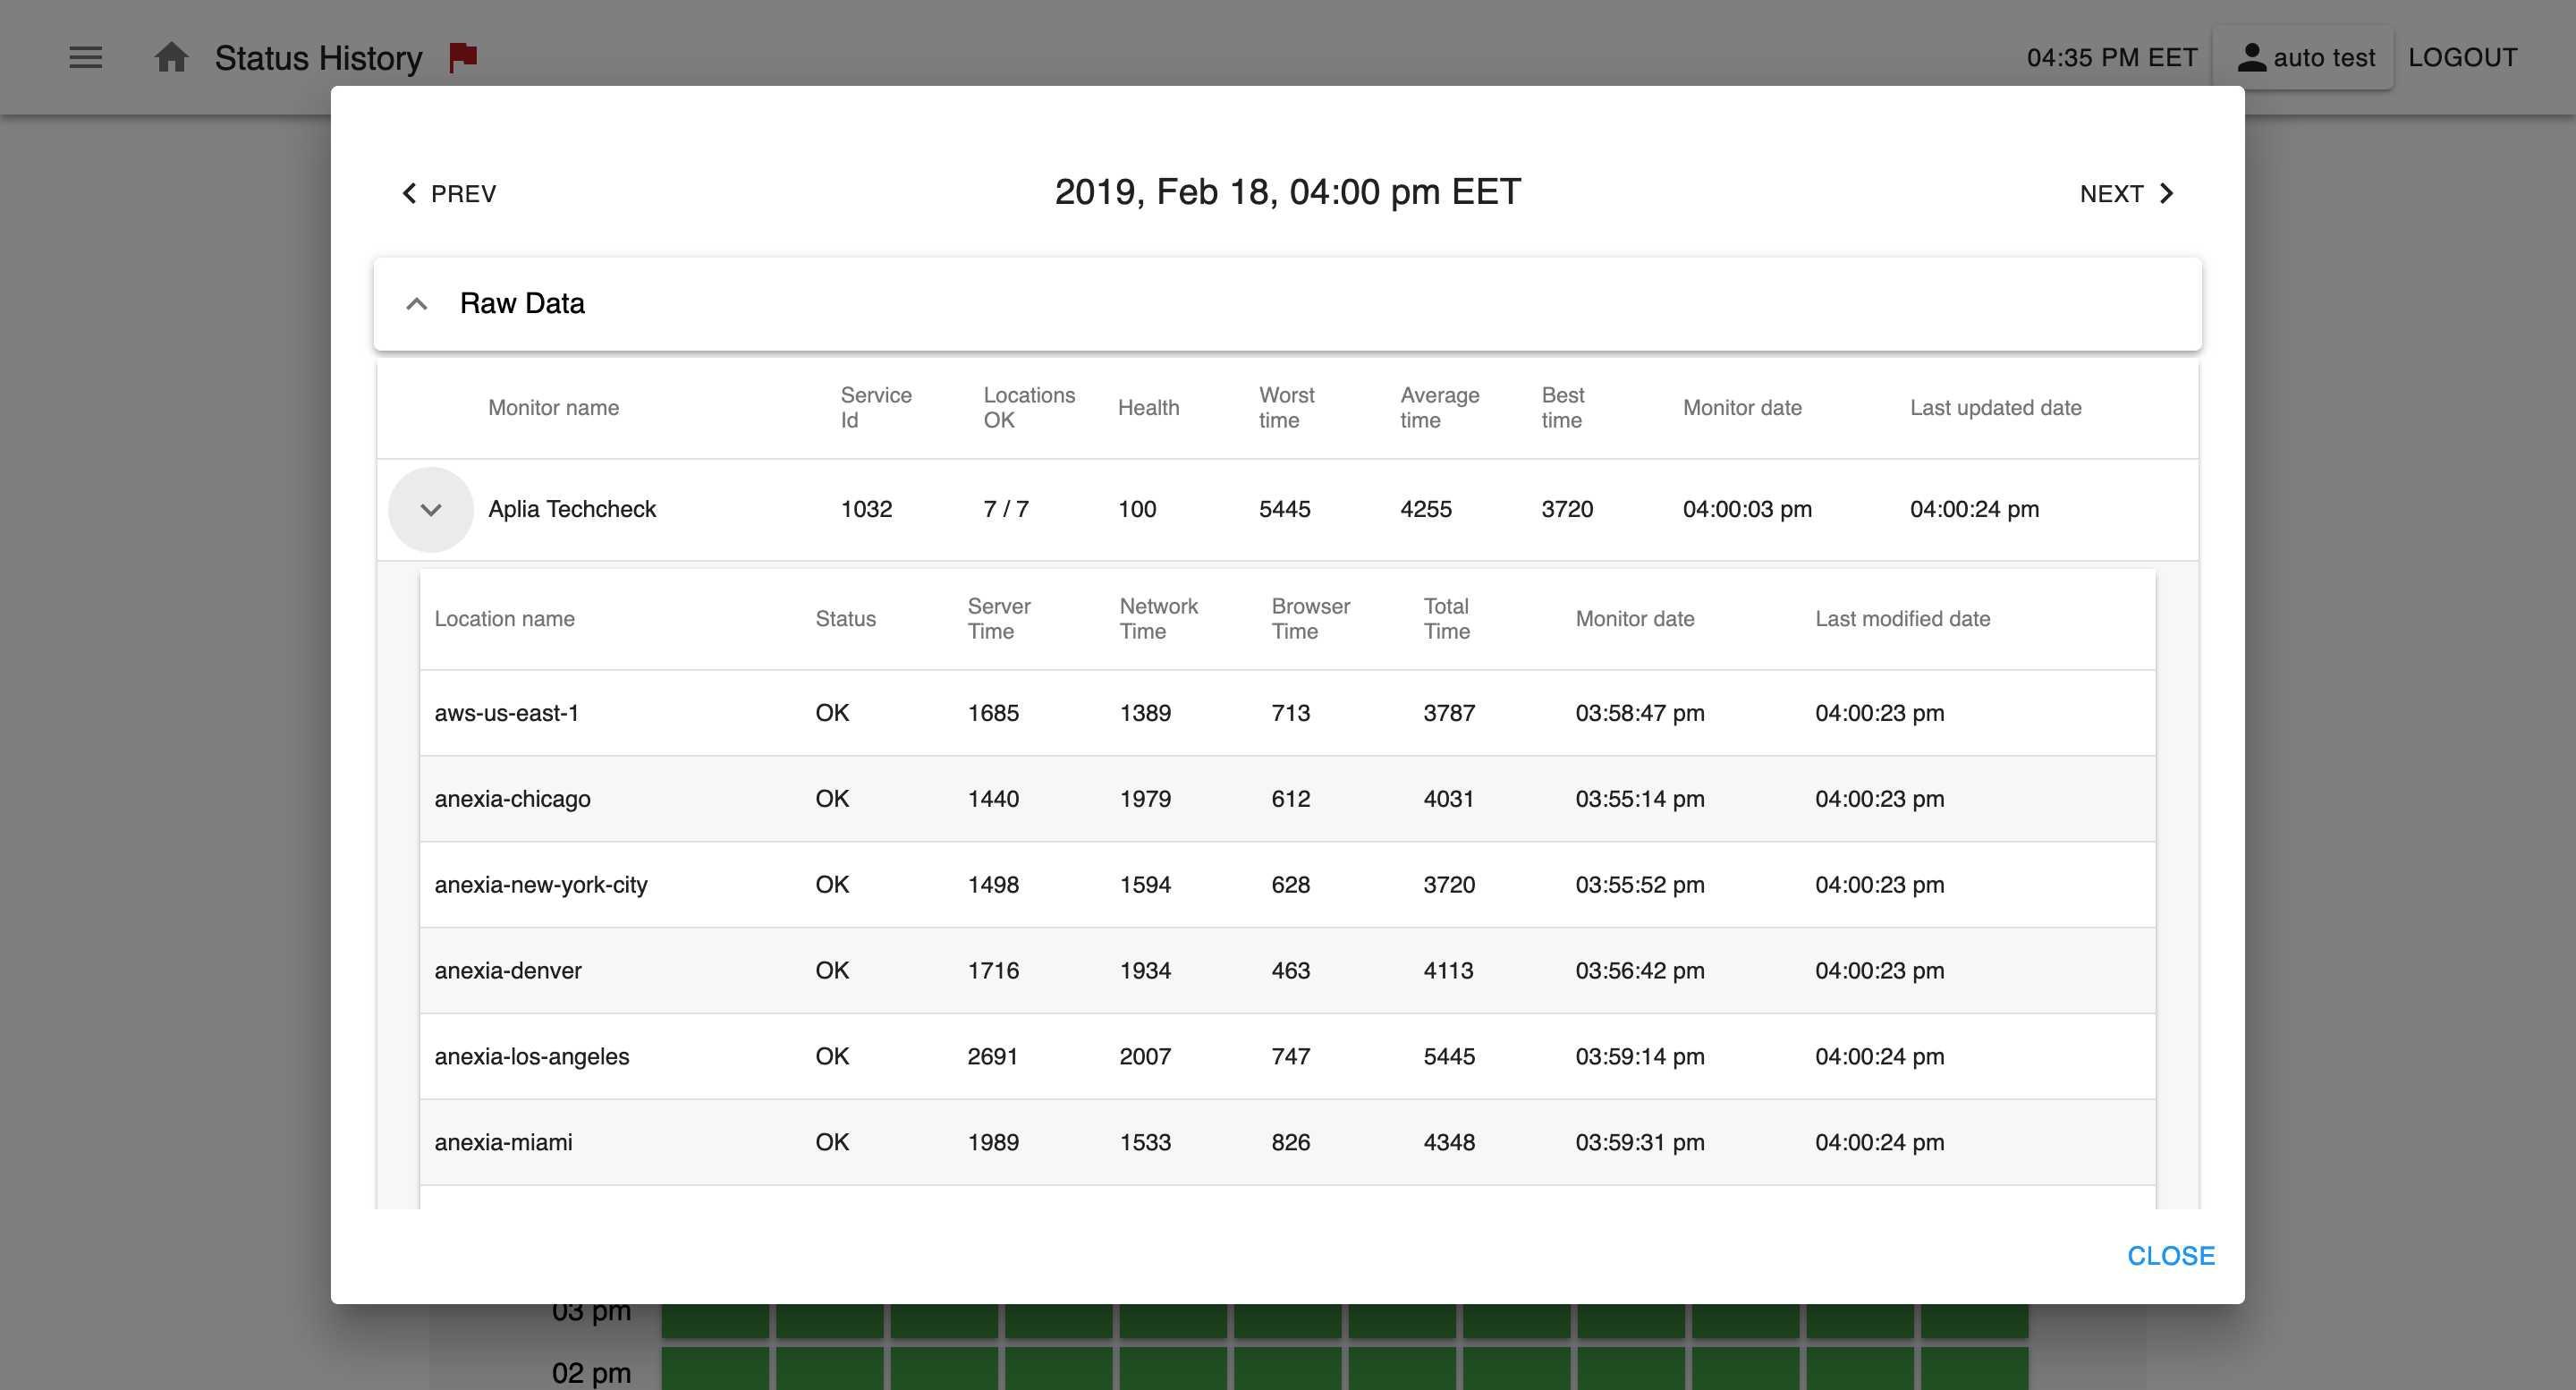 Status History
04:35 PM EET auto test LOGOUT
PREV 2019, Feb 18, 04:00 pm EET NEXT
Raw Data
Monitor name Service Id Locations OK Health Worst time Average time Best time Monitor date Last updated date
Aplia Techcheck 1032 7 / 7 100 5445 4255 3720 04:00:03 pm 04:00:24 pm
Location name Status Server Time Network Time Browser Time Total Time Monitor date Last modified date
aws-us-east-1 OK 1685 1389 713 3787 03:58:47 pm 04:00:23 pm
anexia-chicago OK 1440 1979 612 4031 03:55:14 pm 04:00:23 pm
anexia-new-york-city OK 1498 1594 628 3720 03:55:52 pm 04:00:23 pm
anexia-denver OK 1716 1934 463 4113 03:56:42 pm 04:00:23 pm
anexia-los-angeles OK 2691 2007 747 5445 03:59:14 pm 04:00:24 pm
anexia-miami OK 1989 1533 826 4348 03:59:31 pm 04:00:24 pm
CLOSE
03 pm
02 pm